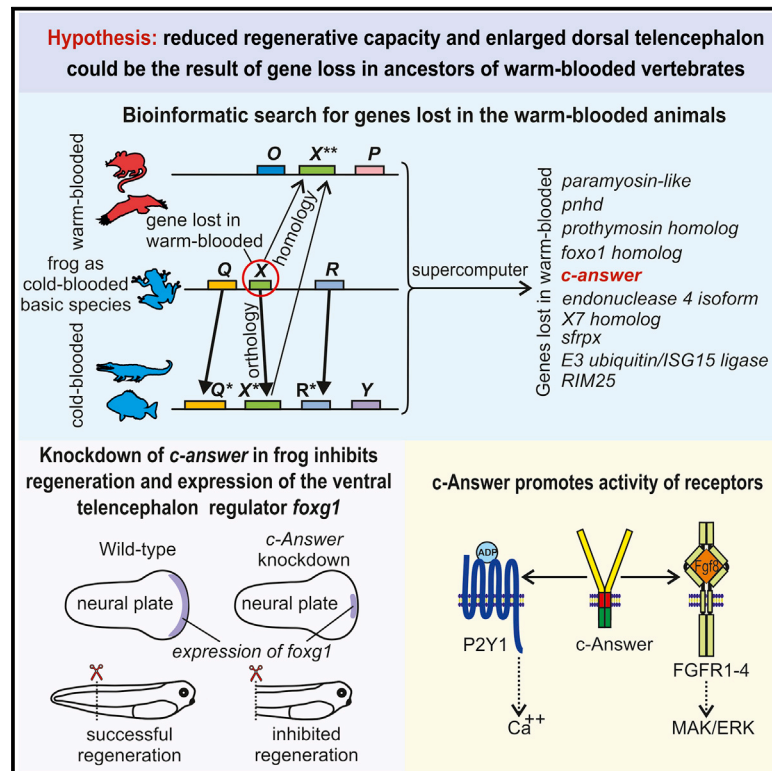 Hypothesis: reduced regenerative capacity and enlarged dorsal telencephalon
could be the result of gene loss in ancestors of warm-blooded vertebrates
Bioinformatic search for genes lost in the warm-blooded animals
warm-blooded
O X** P
gene lost in
warm-blooded
homology
frog as
cold-blooded
basic species
Q X R
orthology
cold-blooded
Q* X* R* Y
supercomputer
Genes lost in warm-blooded
paramyosin-like
pnhd
prothymosin homolog
foxo1 homolog
c-answer
endonuclease 4 isoform
X7 homolog
sfrpx
E3 ubiquitin/ISG15 ligase
RIM25
Knockdown of c-answer in frog inhibits
regeneration and expression of the ventral
telencephalon regulator foxg1
Wild-type
c-Answer
knockdown
neural plate
neural plate
expression of foxg1
successful
regeneration
inhibited
regeneration
c-Answer promotes activity of receptors
ADP
Fgf8
P2Y1
c-Answer
FGFR1-4
Ca++
MAK/ERK